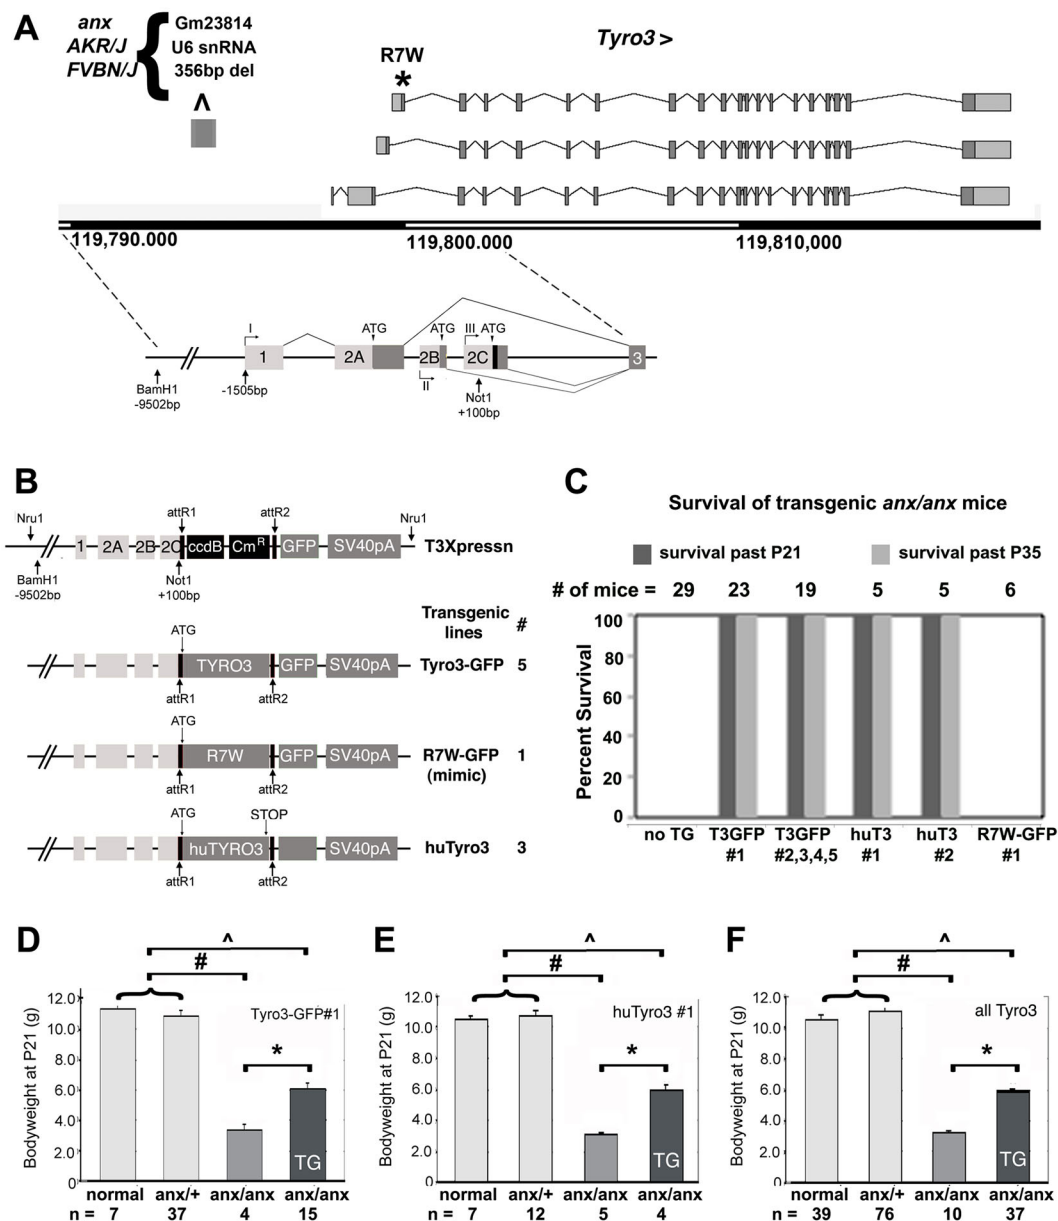 A
anx
AKR/J
FVBN/J
{
Gm23814
U6 snRNA
356bp del
^
Tyro3 >
R7W
*
119,790.000 119,800.000 119,810,000
I ATG ATG III ATG
1 2A 2B 2C 3
II
BamH1
-9502bp
-1505bp
Not1
+100bp
B
Nru1 attR1 attR2 Nru1
1 2A 2B 2C ccdB CmR GFP SV40pA T3Xpressn
BamH1
-9502bp
Not1
+100bp
Transgenic
lines #
ATG
TYRO3 GFP SV40pA Tyro3-GFP 5
attR1 attR2
ATG
R7W GFP SV40pA R7W-GFP 1
(mimic)
attR1 attR2
ATG STOP
huTYRO3 SV40pA huTyro3 3
attR1 attR2
C
Survival of transgenic anx/anx mice
survival past P21 survival past P35
# of mice = 29 23 19 5 5 6
Percent Survival
100
80
60
40
20
0
no TG T3GFP T3GFP huT3 huT3 R7W-GFP
#1 #2,3,4,5 #1 #2 #1
D
^
#
*
Tyro3-GFP#1
Bodyweight at P21 (g)
12.0
10.0
8.0
6.0
4.0
2.0
0
TG
normal anx/+ anx/anx anx/anx
n = 7 37 4 15
E
^
#
*
huTyro3 #1
Bodyweight at P21 (g)
12.0
10.0
8.0
6.0
4.0
2.0
0
TG
normal anx/+ anx/anx anx/anx
n = 7 12 5 4
F
^
#
*
all Tyro3
Bodyweight at P21 (g)
12.0
10.0
8.0
6.0
4.0
2.0
0
TG
normal anx/+ anx/anx anx/anx
n = 39 76 10 37